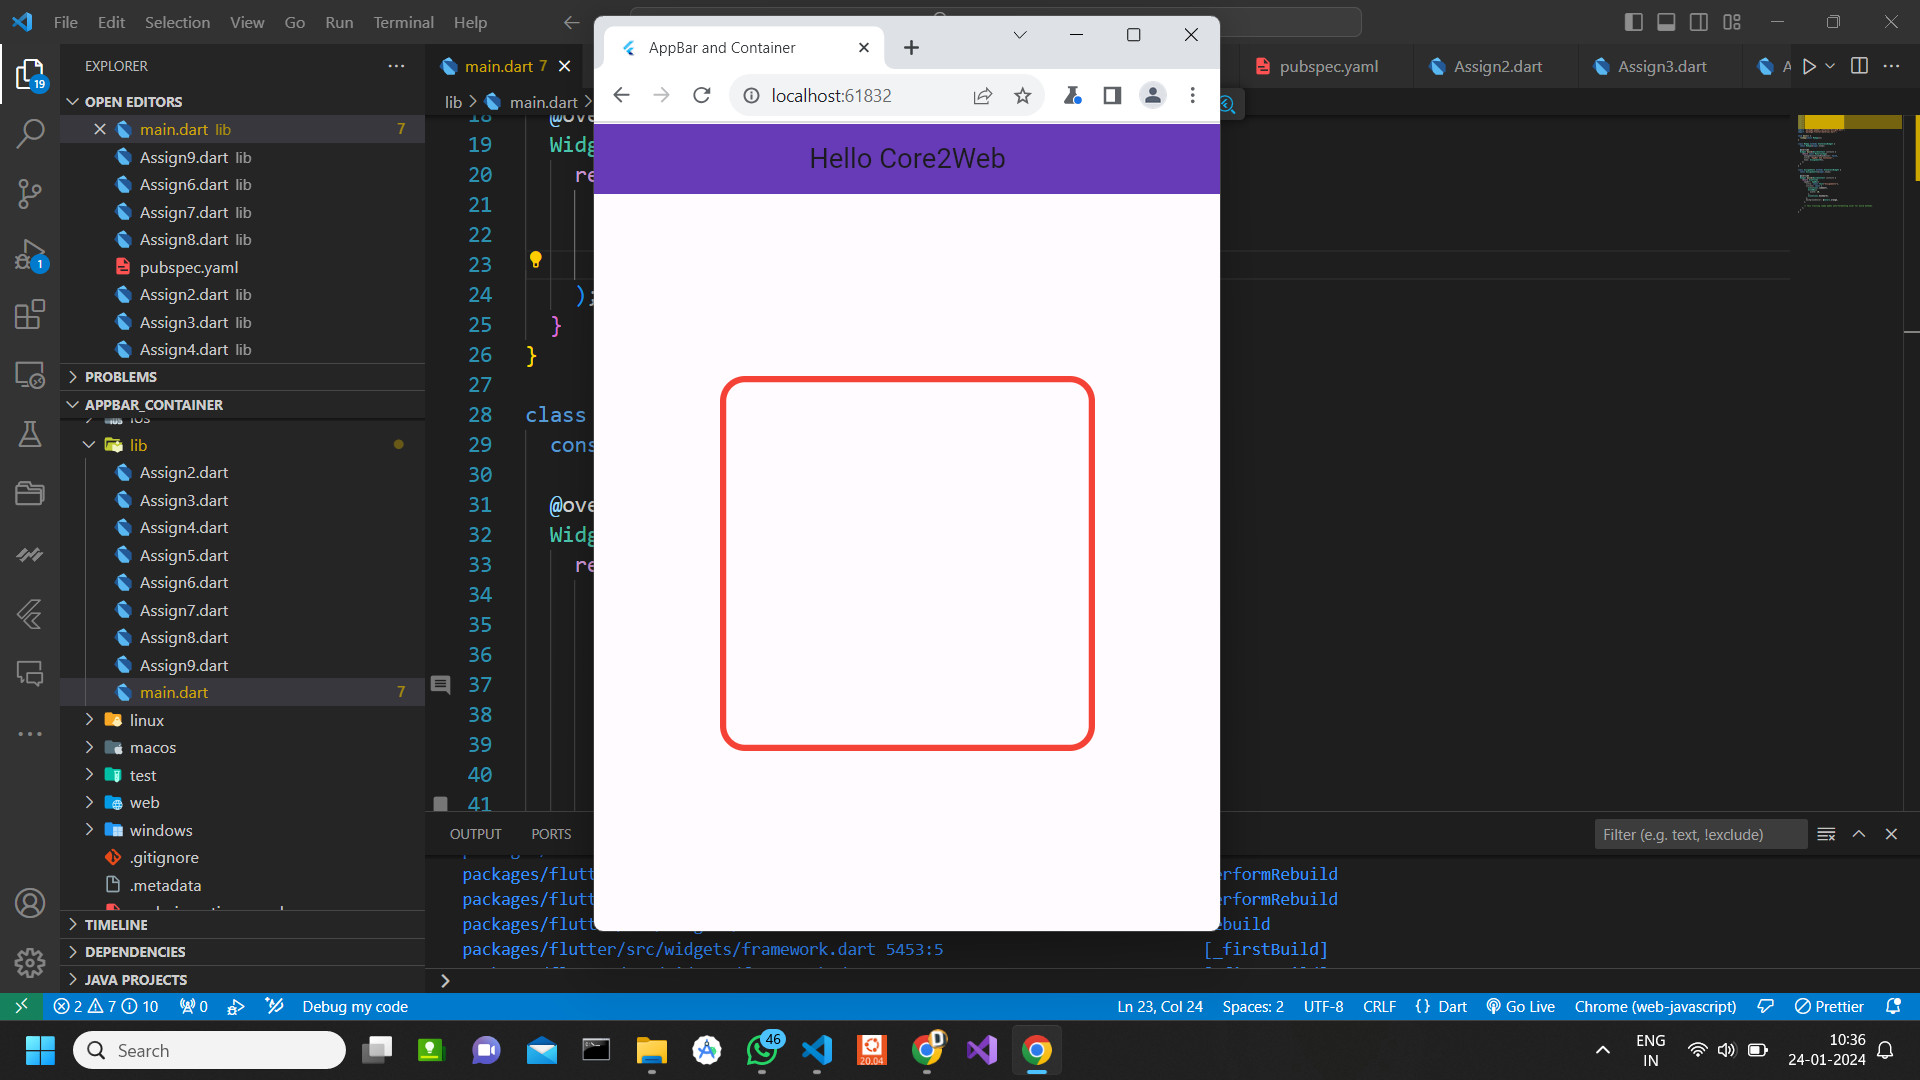 File Edit Selection View Go Run Terminal Help
AppBar and Container
localhost:61832
Hello Core2Web
EXPLORER
OPEN EDITORS
main.dart lib 7
Assign9.dart lib
Assign6.dart lib
Assign7.dart lib
Assign8.dart lib
pubspec.yaml
Assign2.dart lib
Assign3.dart lib
Assign4.dart lib
PROBLEMS
APPBAR_CONTAINER
ios
lib
Assign2.dart
Assign3.dart
Assign4.dart
Assign5.dart
Assign6.dart
Assign7.dart
Assign8.dart
Assign9.dart
main.dart 7
linux
macos
test
web
windows
.gitignore
.metadata
TIMELINE
DEPENDENCIES
JAVA PROJECTS
19
1
main.dart 7
pubspec.yaml
Assign2.dart
Assign3.dart
A
lib > main.dart >
18 @ove
19 Widg
20 re
21
22
23
24 );
25 }
26 }
27
28 class
29 cons
30
31 @ove
32 Widg
33 re
34
35
36
37
38
39
40
41
OUTPUT PORTS
Filter (e.g. text, !exclude)
packages/flutt erformRebuild
packages/flutt erformRebuild
packages/flutt ebuild
packages/flutter/src/widgets/framework.dart 5453:5 [_firstBuild]
>
2 7 10 0 Debug my code
Ln 23, Col 24 Spaces: 2 UTF-8 CRLF {} Dart Go Live Chrome (web-javascript) Prettier
Search
46
20.04
D
ENG
IN
10:36
24-01-2024